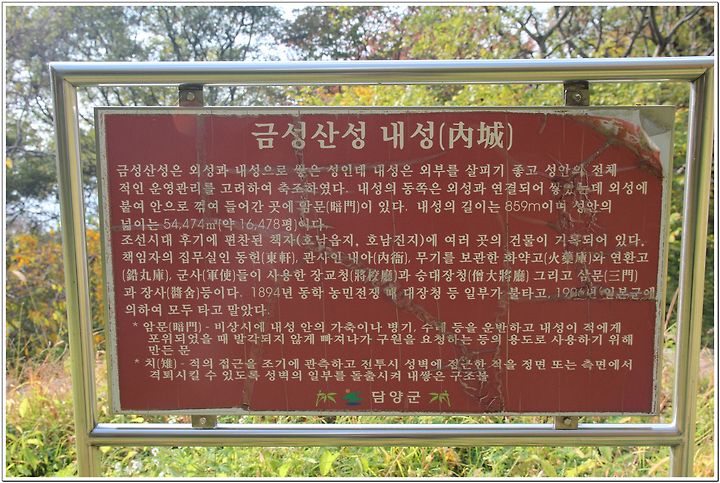 금성산성 내성(內城)
금성산성은 외성과 내성으로 쌓은 성인데 내성은 외부를 살피기 좋고 성안의 전체
적인 운영관리를 고려하여 축조하였다. 내성의 동쪽은 외성과 연결되어 쌓았는데 외성에
붙여 안으로 꺾여 들어간 곳에 암문(暗門)이 있다. 내성의 길이는 859m이며 성안의
넓이는 54,474㎡(약 16,478평)이다.
조선시대 후기에 편찬된 책자(호남읍지, 호남진지)에 여러 곳의 건물이 기록되어 있다.
책임자의 집무실인 동헌(東軒), 관사인 내아(內衙), 무기를 보관한 화약고(火藥庫)와 연환고
(鉛丸庫), 군사(軍使)들이 사용한 장교청(將校廳)과 승대장청(僧大將廳) 그리고 삼문(三門)
과 장사(醬舍)등이다. 1894년 동학 농민전쟁 때 대장청 등 일부가 불타고, 일본군에
의하여 모두 타고 말았다.
* 암문(暗門) - 비상시에 내성 안의 가축이나 병기, 수레 등을 운반하고 내성이 적에게
포위되었을 때 발각되지 않게 빠져나가 구원을 요청하는 등의 용도로 사용하기 위해
만든 문
* 치(雉) - 적의 접근을 조기에 관측하고 전투시 성벽에 접근한 적을 정면 또는 측면에서
격퇴시킬 수 있도록 성벽의 일부를 돌출시켜 내쌓은 구조물
담양군